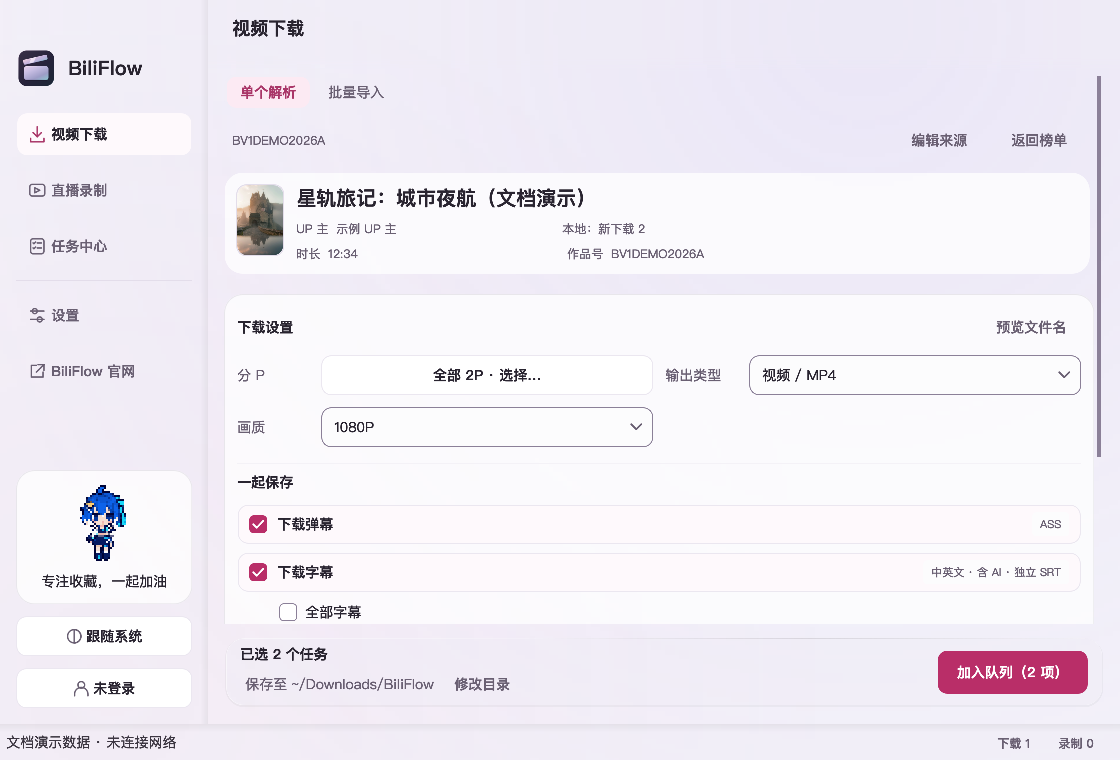 视频下载
BiliFlow
单个解析 批量导入
视频下载
直播录制
任务中心
设置
BiliFlow 官网
BV1DEMO2026A 编辑来源 返回榜单
星轨旅记：城市夜航（文档演示）
UP 主 示例 UP 主 本地：新下载 2
时长 12:34 作品号 BV1DEMO2026A
下载设置 预览文件名
分 P 全部 2P · 选择... 输出类型 视频 / MP4
画质 1080P
一起保存
下载弹幕 ASS
下载字幕 中英文 · 含 AI · 独立 SRT
全部字幕
专注收藏，一起加油
跟随系统
未登录
已选 2 个任务
保存至 ~/Downloads/BiliFlow 修改目录
加入队列（2 项）
文档演示数据 · 未连接网络 下载 1 录制 0